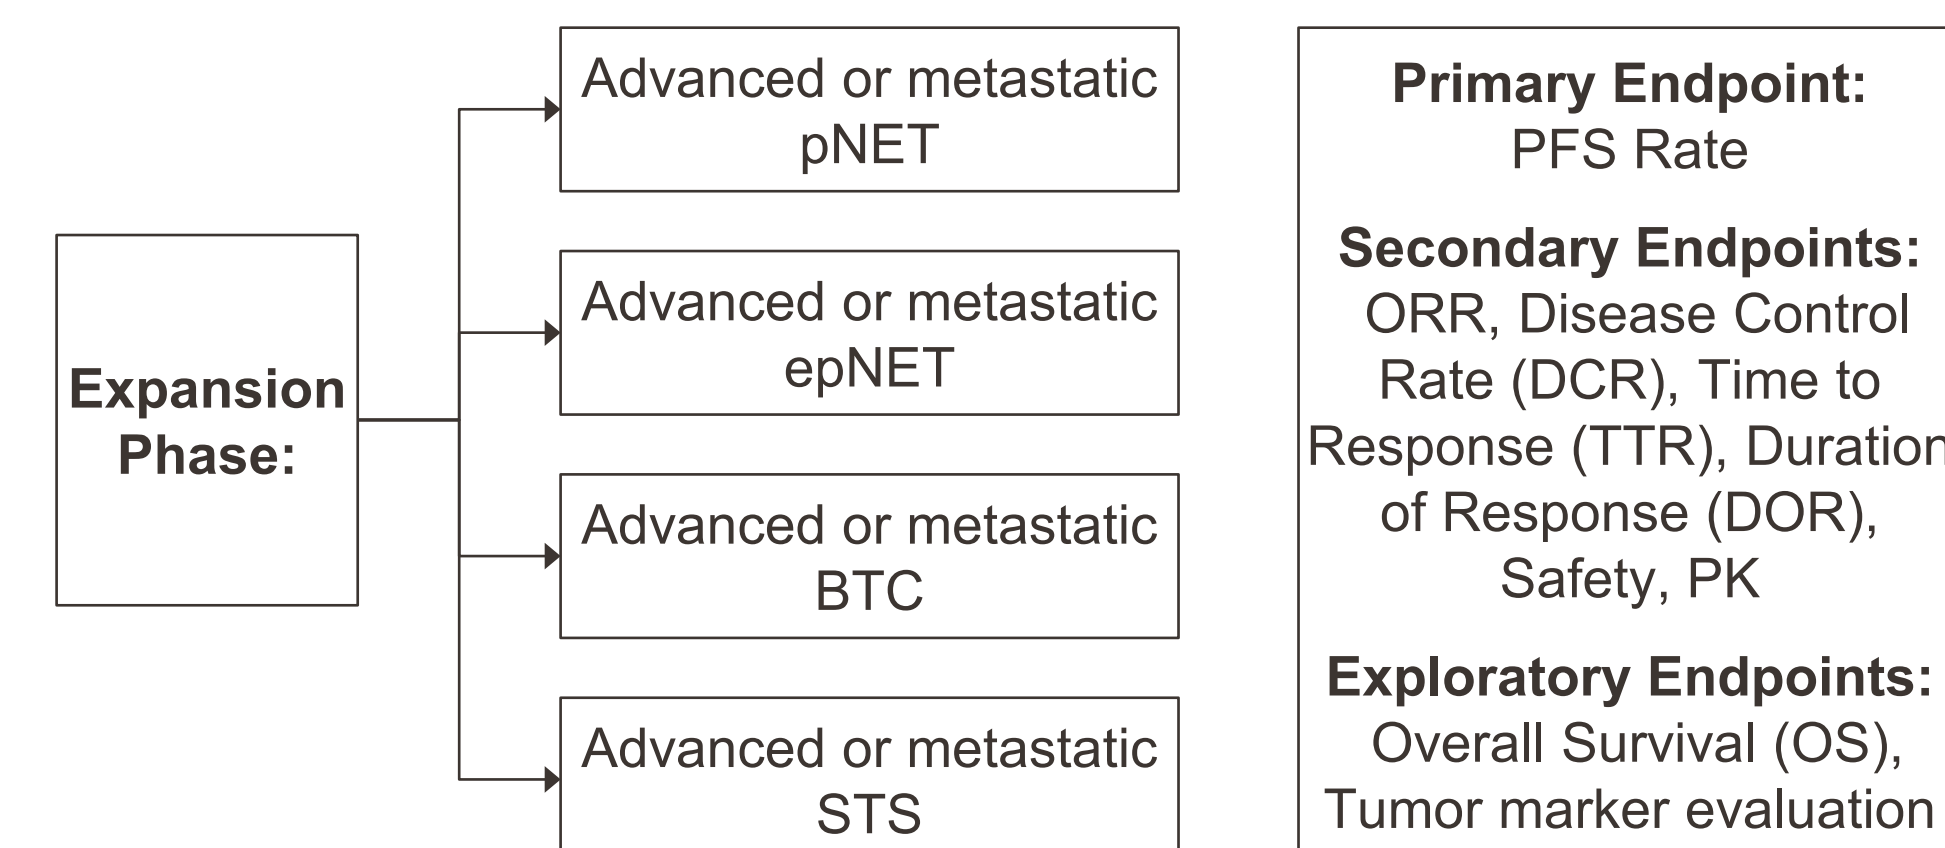 Expansion
Phase:
Advanced or metastatic
pNET
Advanced or metastatic
epNET
Advanced or metastatic
BTC
Advanced or metastatic
STS
Primary Endpoint:
PFS Rate
Secondary Endpoints:
ORR, Disease Control
Rate (DCR), Time to
Response (TTR), Duration
of Response (DOR),
Safety, PK
Exploratory Endpoints:
Overall Survival (OS),
Tumor marker evaluation